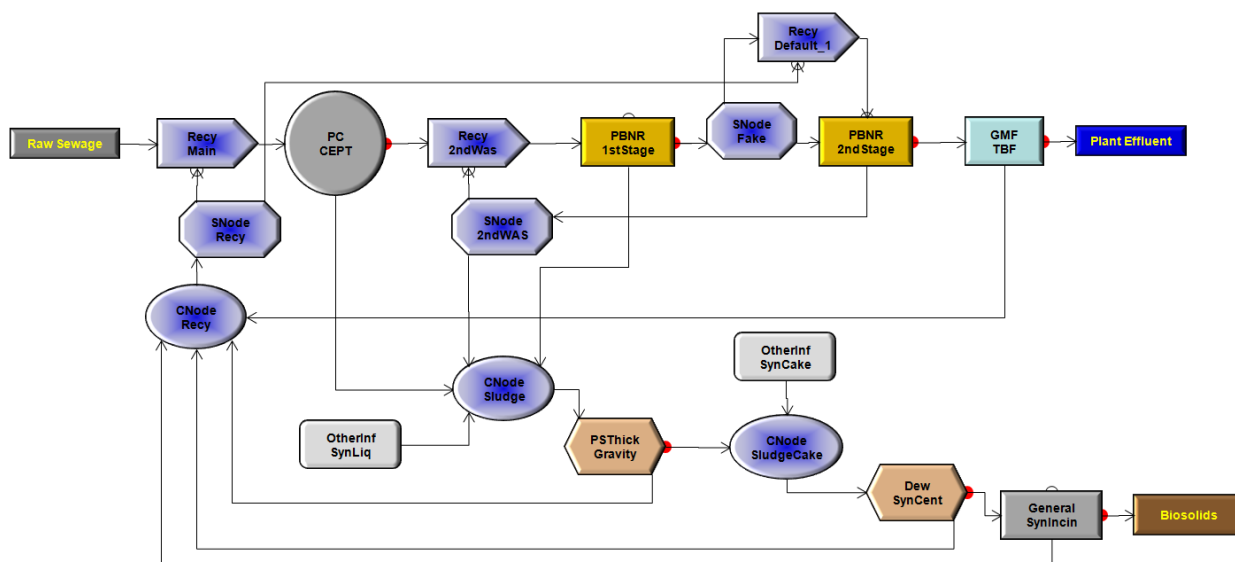 Recy
Default_1
Raw Sewage
Recy
Main
PC
CEPT
Recy
2ndWas
PBNR
1stStage
SNode
Fake
PBNR
2ndStage
GMF
TBF
Plant Effluent
SNode
Recy
SNode
2ndWAS
CNode
Recy
OtherInf
SynCake
CNode
Sludge
OtherInf
SynLiq
PSThick
Gravity
CNode
SludgeCake
Dew
SynCent
General
SynIncin
Biosolids